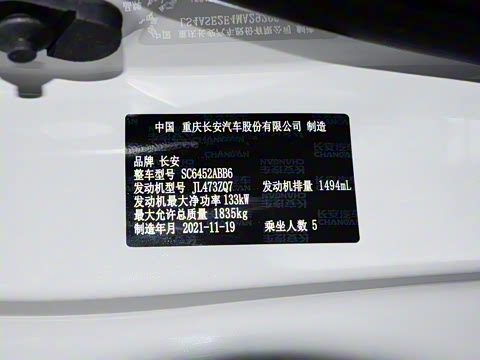 中国 重庆长安汽车股份有限公司 制造
品牌 长安
整车型号 SC6452ABB6
发动机型号 JL473ZQ7 发动机排量 1494mL
发动机最大净功率 133kW
最大允许总质量 1835kg
制造年月 2021-11-19 乘坐人数 5